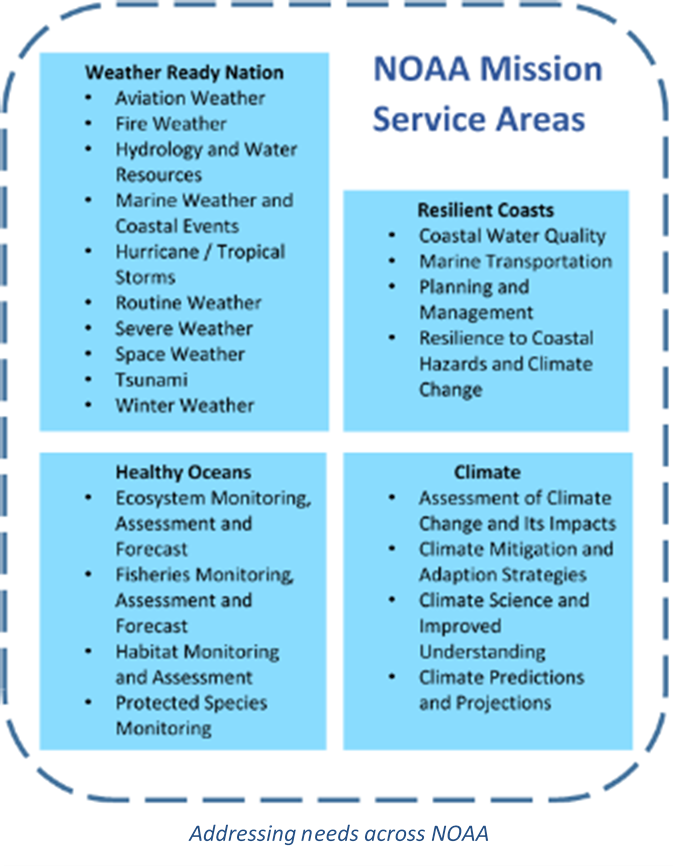 NOAA Mission
Service Areas
Weather Ready Nation
• Aviation Weather
• Fire Weather
• Hydrology and Water
Resources
• Marine Weather and
Coastal Events
• Hurricane / Tropical
Storms
• Routine Weather
• Severe Weather
• Space Weather
• Tsunami
• Winter Weather
Resilient Coasts
• Coastal Water Quality
• Marine Transportation
• Planning and
Management
• Resilience to Coastal
Hazards and Climate
Change
Healthy Oceans
• Ecosystem Monitoring,
Assessment and
Forecast
• Fisheries Monitoring,
Assessment and
Forecast
• Habitat Monitoring
and Assessment
• Protected Species
Monitoring
Climate
• Assessment of Climate
Change and Its Impacts
• Climate Mitigation and
Adaption Strategies
• Climate Science and
Improved
Understanding
• Climate Predictions
and Projections
Addressing needs across NOAA